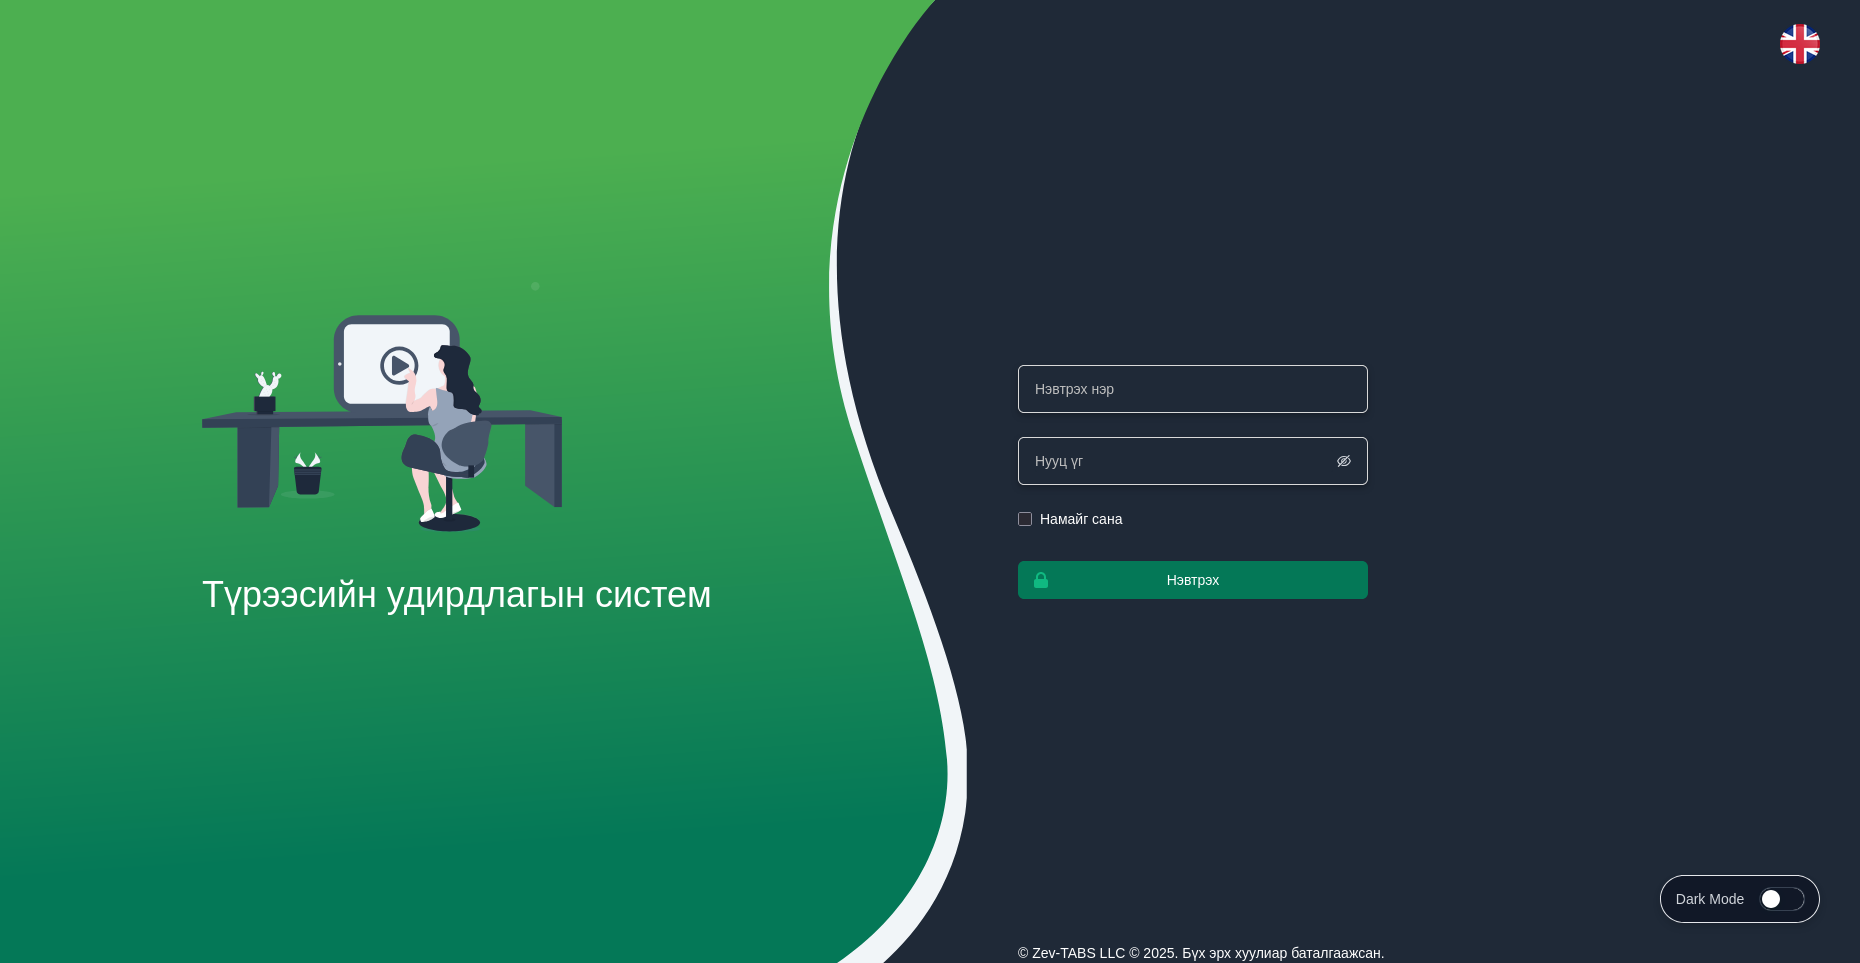 Түрээсийн удирдлагын систем
Нэвтрэх нэр
Нууц үг
Намайг сана
Нэвтрэх
Dark Mode
© Zev-TABS LLC © 2025. Бүх эрх хуулиар баталгаажсан.